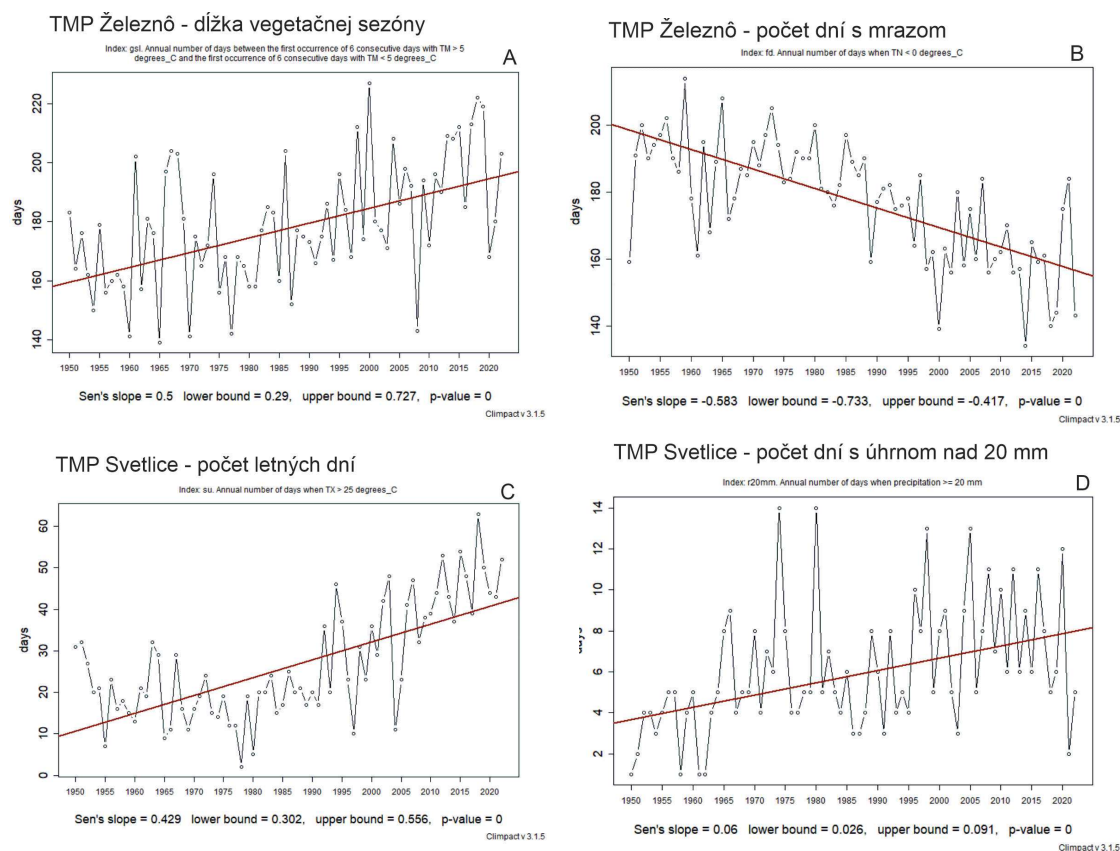 TMP Železnô - dĺžka vegetačnej sezóny
Index: gsl. Annual number of days between the first occurrence of 6 consecutive days with TM > 5
degrees_C and the first occurrence of 6 consecutive days with TM < 5 degrees_C
A
days
220
200
180
160
140
1950 1955 1960 1965 1970 1975 1980 1985 1990 1995 2000 2005 2010 2015 2020
Sen's slope = 0.5 lower bound = 0.29, upper bound = 0.727, p-value = 0
Climpact v 3.1.5
TMP Železnô - počet dní s mrazom
Index: fd. Annual number of days when TN < 0 degrees_C
B
days
200
180
160
140
1950 1955 1960 1965 1970 1975 1980 1985 1990 1995 2000 2005 2010 2015 2020
Sen's slope = -0.583 lower bound = -0.733, upper bound = -0.417, p-value = 0
Climpact v 3.1.5
TMP Svetlice - počet letných dní
Index: su. Annual number of days when TX > 25 degrees_C
C
days
60
50
40
30
20
10
0
1950 1955 1960 1965 1970 1975 1980 1985 1990 1995 2000 2005 2010 2015 2020
Sen's slope = 0.429 lower bound = 0.302, upper bound = 0.556, p-value = 0
Climpact v 3.1.5
TMP Svetlice - počet dní s úhrnom nad 20 mm
Index: r20mm. Annual number of days when precipitation >= 20 mm
D
days
14
12
10
8
6
4
2
1950 1955 1960 1965 1970 1975 1980 1985 1990 1995 2000 2005 2010 2015 2020
Sen's slope = 0.06 lower bound = 0.026, upper bound = 0.091, p-value = 0
Climpact v 3.1.5